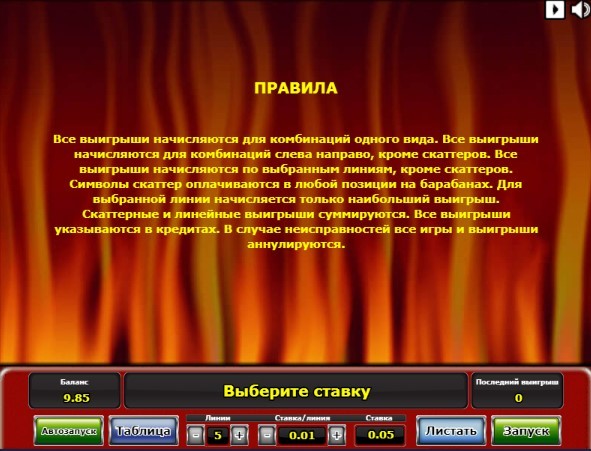 ПРАВИЛА
Все выигрыши начисляются для комбинаций одного вида. Все выигрыши
начисляются для комбинаций слева направо, кроме скаттеров. Все
выигрыши начисляются по выбранным линиям, кроме скаттеров.
Символы скаттер оплачиваются в любой позиции на барабанах. Для
выбранной линии начисляется только наибольший выигрыш.
Скаттерные и линейные выигрыши суммируются. Все выигрыши
указываются в кредитах. В случае неисправностей все игры и выигрыши
аннулируются.
Баланс
9.85
Выберите ставку
Последний выигрыш
0
Автозапуск
Таблица
Линии
- 5 +
Ставка/линия
- 0.01 +
Ставка
0.05
Листать
Запуск